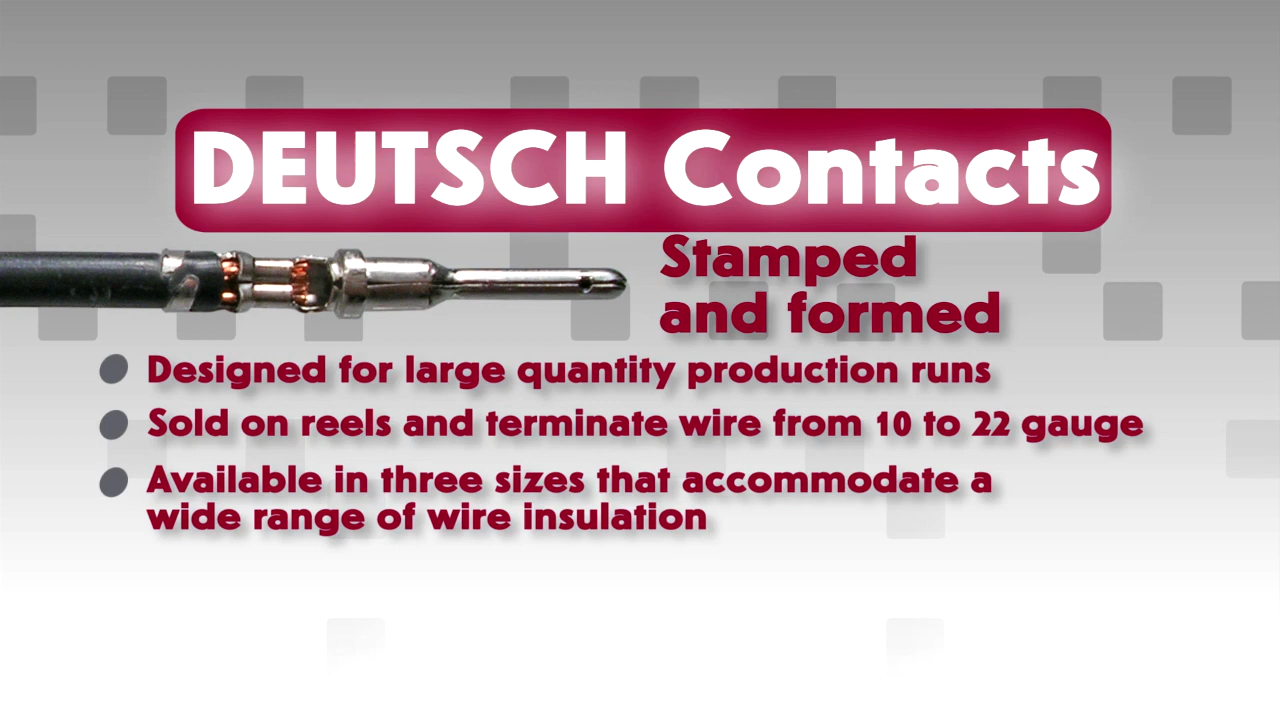 DEUTSCH Contacts
Stamped
and formed
Designed for large quantity production runs
Sold on reels and terminate wire from 10 to 22 gauge
Available in three sizes that accommodate a
wide range of wire insulation